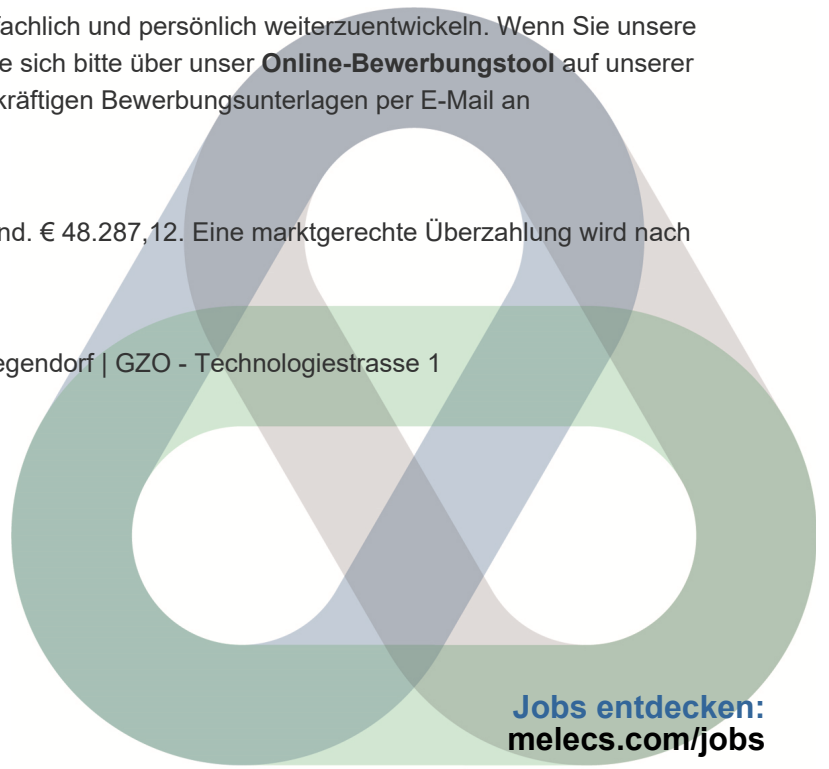 fachlich und persönlich weiterzuentwickeln. Wenn Sie unsere
e sich bitte über unser Online-Bewerbungstool auf unserer
kräftigen Bewerbungsunterlagen per E-Mail an
nd. € 48.287,12. Eine marktgerechte Überzahlung wird nach
egendorf | GZO - Technologiestrasse 1
Jobs entdecken:
melecs.com/jobs